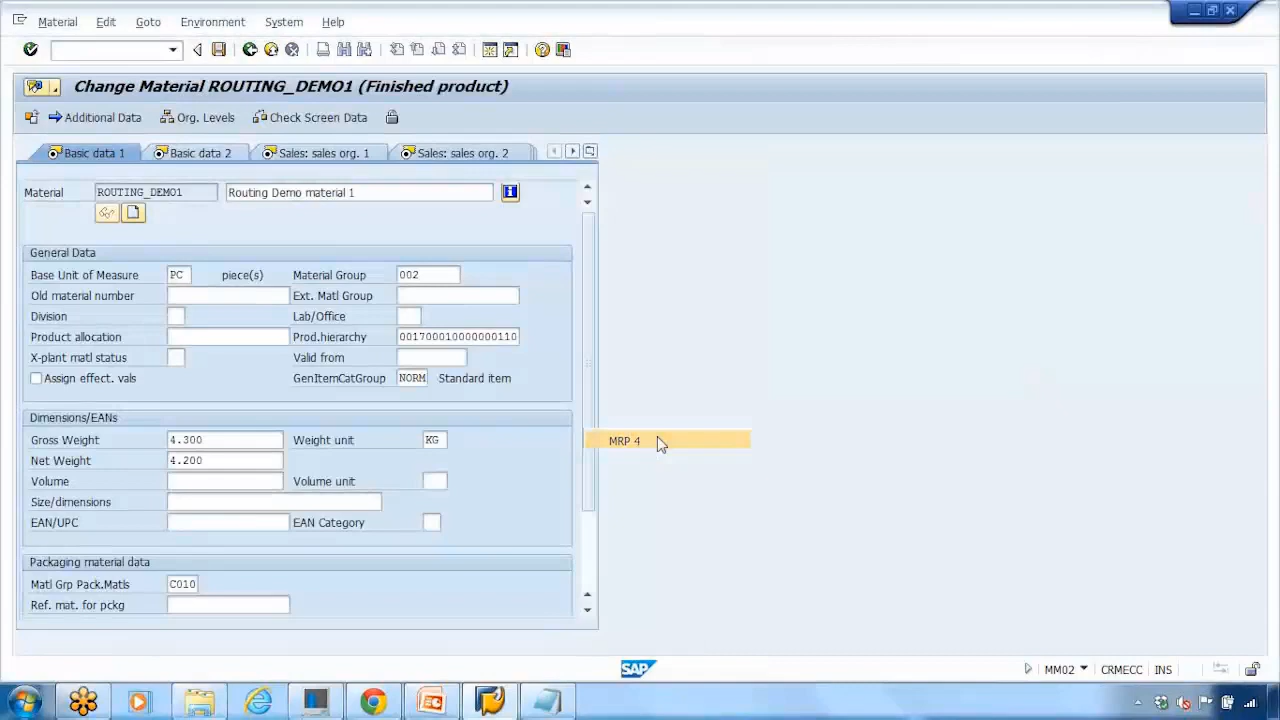 Material Edit Goto Environment System Help
Change Material ROUTING_DEMO1 (Finished product)
Additional Data Org. Levels Check Screen Data
Basic data 1 Basic data 2 Sales: sales org. 1 Sales: sales org. 2
Material ROUTING_DEMO1 Routing Demo material 1
General Data
Base Unit of Measure PC piece(s) Material Group 002
Old material number Ext. Matl Group
Division Lab/Office
Product allocation Prod.hierarchy 001700010000000110
X-plant matl status Valid from
Assign effect. vals GenItemCatGroup NORM Standard item
Dimensions/EANs
Gross Weight 4.300 Weight unit KG
MRP 4
Net Weight 4.200
Volume Volume unit
Size/dimensions
EAN/UPC EAN Category
Packaging material data
Matl Grp Pack.Matls C010
Ref. mat. for pckg
SAP MM02 CRMECC INS